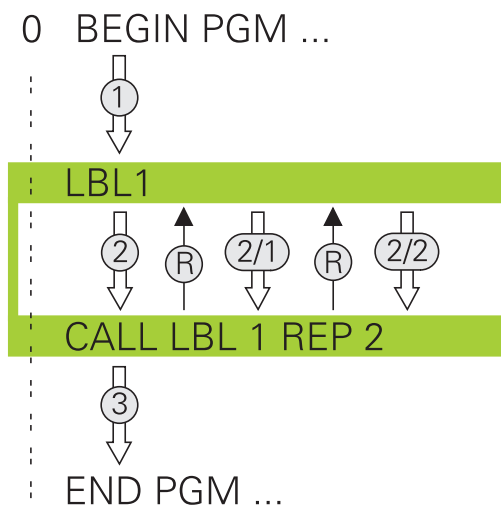 0 BEGIN PGM ...
1
LBL1
2 R 2/1 R 2/2
CALL LBL 1 REP 2
3
END PGM ...